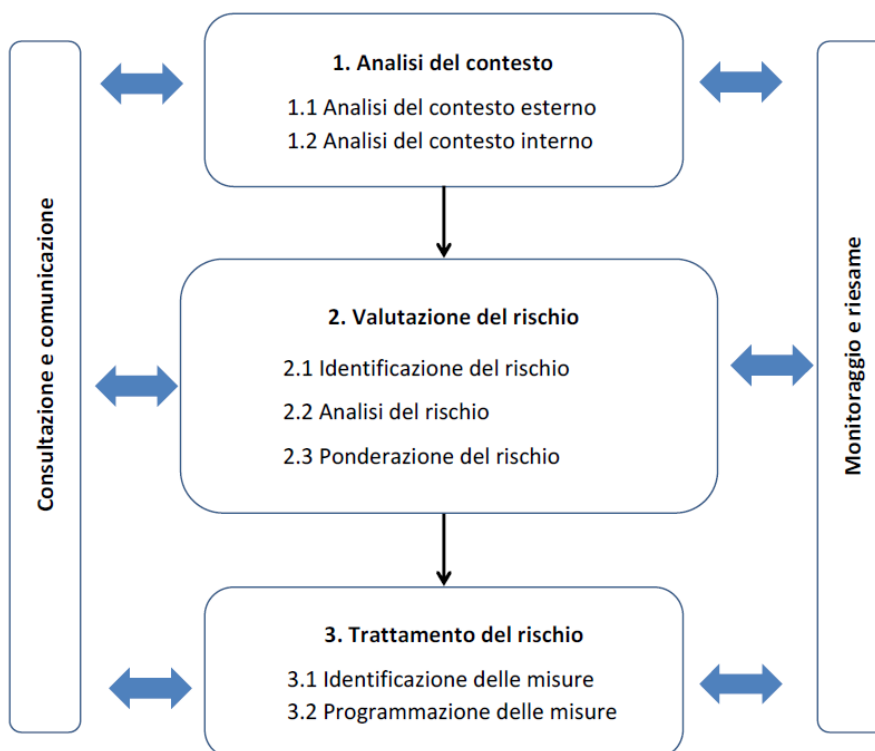 Consultazione e comunicazione
1. Analisi del contesto
1.1 Analisi del contesto esterno
1.2 Analisi del contesto interno
2. Valutazione del rischio
2.1 Identificazione del rischio
2.2 Analisi del rischio
2.3 Ponderazione del rischio
3. Trattamento del rischio
3.1 Identificazione delle misure
3.2 Programmazione delle misure
Monitoraggio e riesame